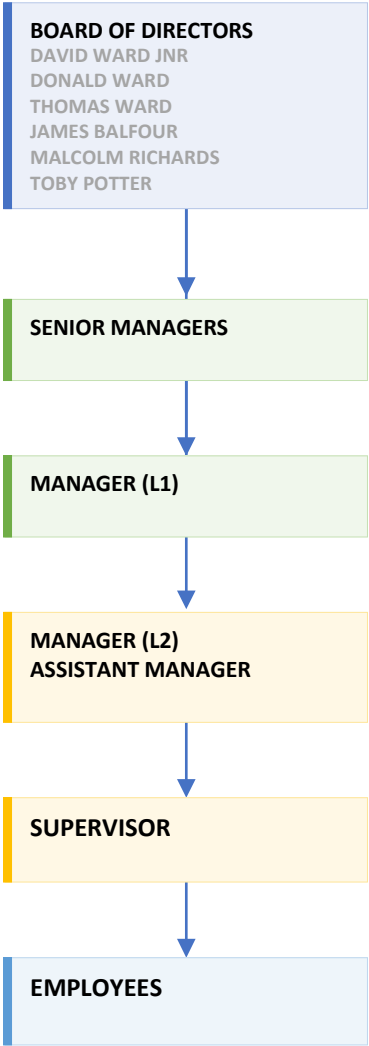 BOARD OF DIRECTORS
DAVID WARD JNR
DONALD WARD
THOMAS WARD
JAMES BALFOUR
MALCOLM RICHARDS
TOBY POTTER
SENIOR MANAGERS
MANAGER (L1)
MANAGER (L2)
ASSISTANT MANAGER
SUPERVISOR
EMPLOYEES